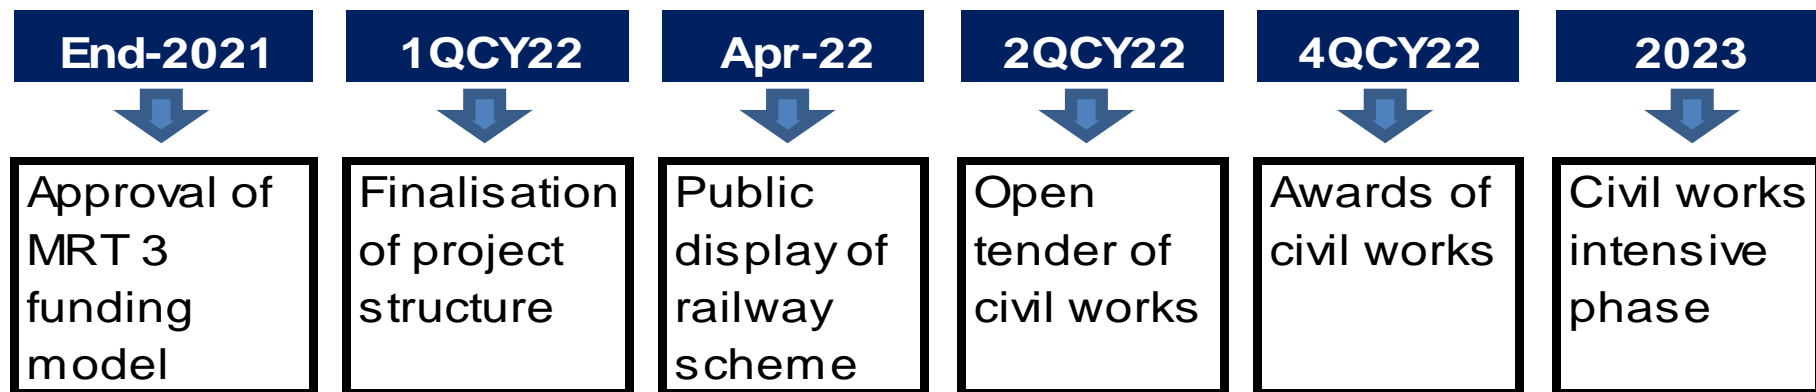 End-2021
1QCY22
Apr-22
2QCY22
4QCY22
2023
Approval of
MRT 3
funding
model
Finalisation
of project
structure
Public
display of
railway
scheme
Open
tender of
civil works
Awards of
civil works
Civil works
intensive
phase